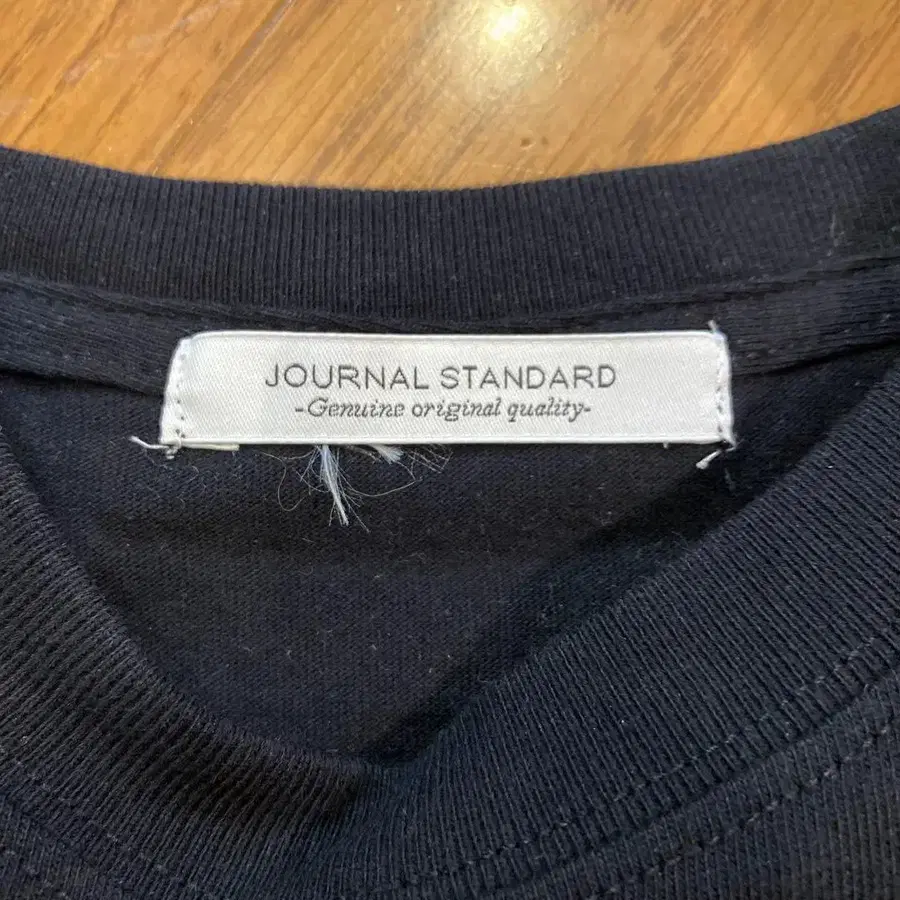 JOURNAL STANDARD
-Genuine original quality-